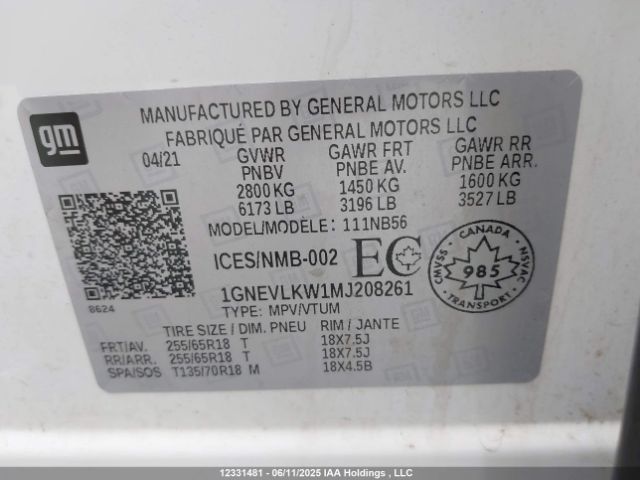 MANUFACTURED BY GENERAL MOTORS LLC
FABRIQUÉ PAR GENERAL MOTORS LLC
gm
04/21 GVWR GAWR FRT GAWR RR
PNBV PNBE AV. PNBE ARR.
2800 KG 1450 KG 1600 KG
6173 LB 3196 LB 3527 LB
MODEL/MODÈLE: 111NB56
ICES/NMB-002 EC
CANADA
CMVSS 985 NSVAC
TRANSPORT
1GNEVLKW1MJ208261
8624
TYPE: MPV/VTUM
TIRE SIZE / DIM. PNEU RIM / JANTE
FRT/AV. 255/65R18 T 18X7.5J
RR/ARR. 255/65R18 T 18X7.5J
SPA/SOS T135/70R18 M 18X4.5B
12331481 - 06/11/2025 IAA Holdings , LLC